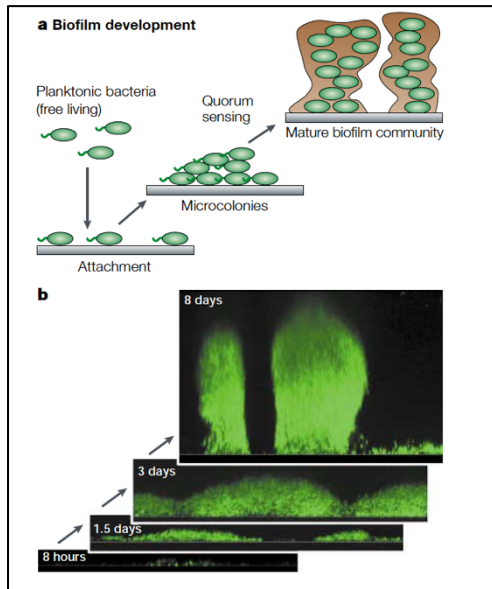 a Biofilm development
Planktonic bacteria
(free living)
Quorum
sensing
Mature biofilm community
Microcolonies
Attachment
b
8 days
3 days
1.5 days
8 hours